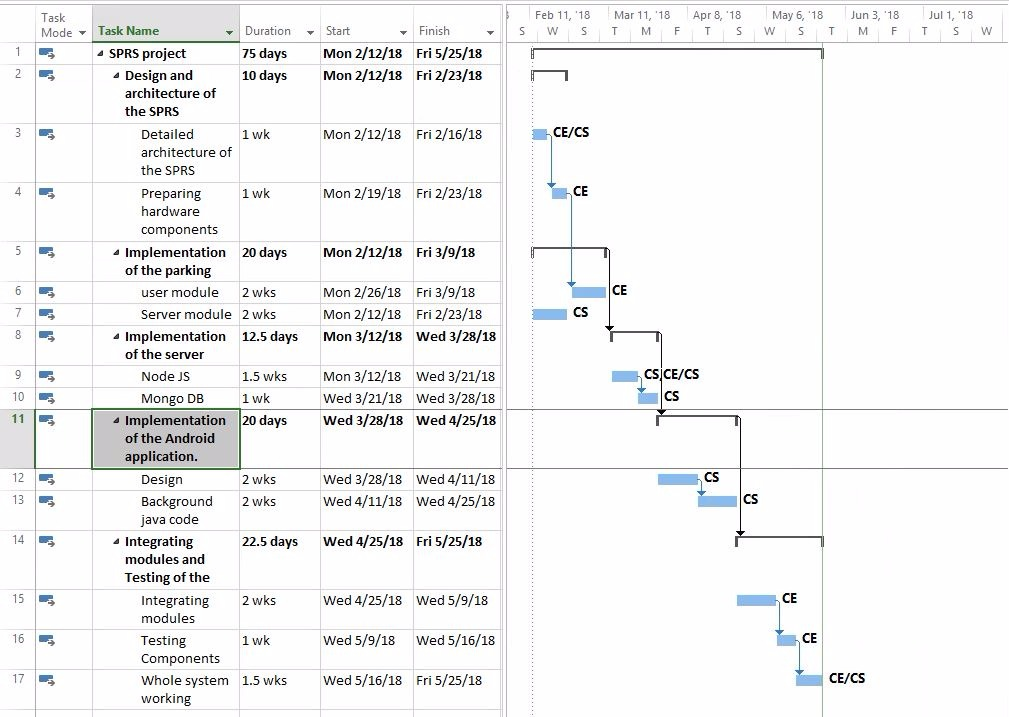 Task Mode Task Name Duration Start Finish
Feb 11, '18 Mar 11, '18 Apr 8, '18 May 6, '18 Jun 3, '18 Jul 1, '18
S W S T M F T S W S T M F T S W
1 SPRS project 75 days Mon 2/12/18 Fri 5/25/18
2 Design and 10 days Mon 2/12/18 Fri 2/23/18
architecture of
the SPRS
3 Detailed 1 wk Mon 2/12/18 Fri 2/16/18 CE/CS
architecture of
the SPRS
4 Preparing 1 wk Mon 2/19/18 Fri 2/23/18 CE
hardware
components
5 Implementation 20 days Mon 2/12/18 Fri 3/9/18
of the parking
6 user module 2 wks Mon 2/26/18 Fri 3/9/18 CE
7 Server module 2 wks Mon 2/12/18 Fri 2/23/18 CS
8 Implementation 12.5 days Mon 3/12/18 Wed 3/28/18
of the server
9 Node JS 1.5 wks Mon 3/12/18 Wed 3/21/18 CS,CE/CS
10 Mongo DB 1 wk Wed 3/21/18 Wed 3/28/18 CS
11 Implementation 20 days Wed 3/28/18 Wed 4/25/18
of the Android
application.
12 Design 2 wks Wed 3/28/18 Wed 4/11/18 CS
13 Background 2 wks Wed 4/11/18 Wed 4/25/18 CS
java code
14 Integrating 22.5 days Wed 4/25/18 Fri 5/25/18
modules and
Testing of the
15 Integrating 2 wks Wed 4/25/18 Wed 5/9/18 CE
modules
16 Testing 1 wk Wed 5/9/18 Wed 5/16/18 CE
Components
17 Whole system 1.5 wks Wed 5/16/18 Fri 5/25/18 CE/CS
working